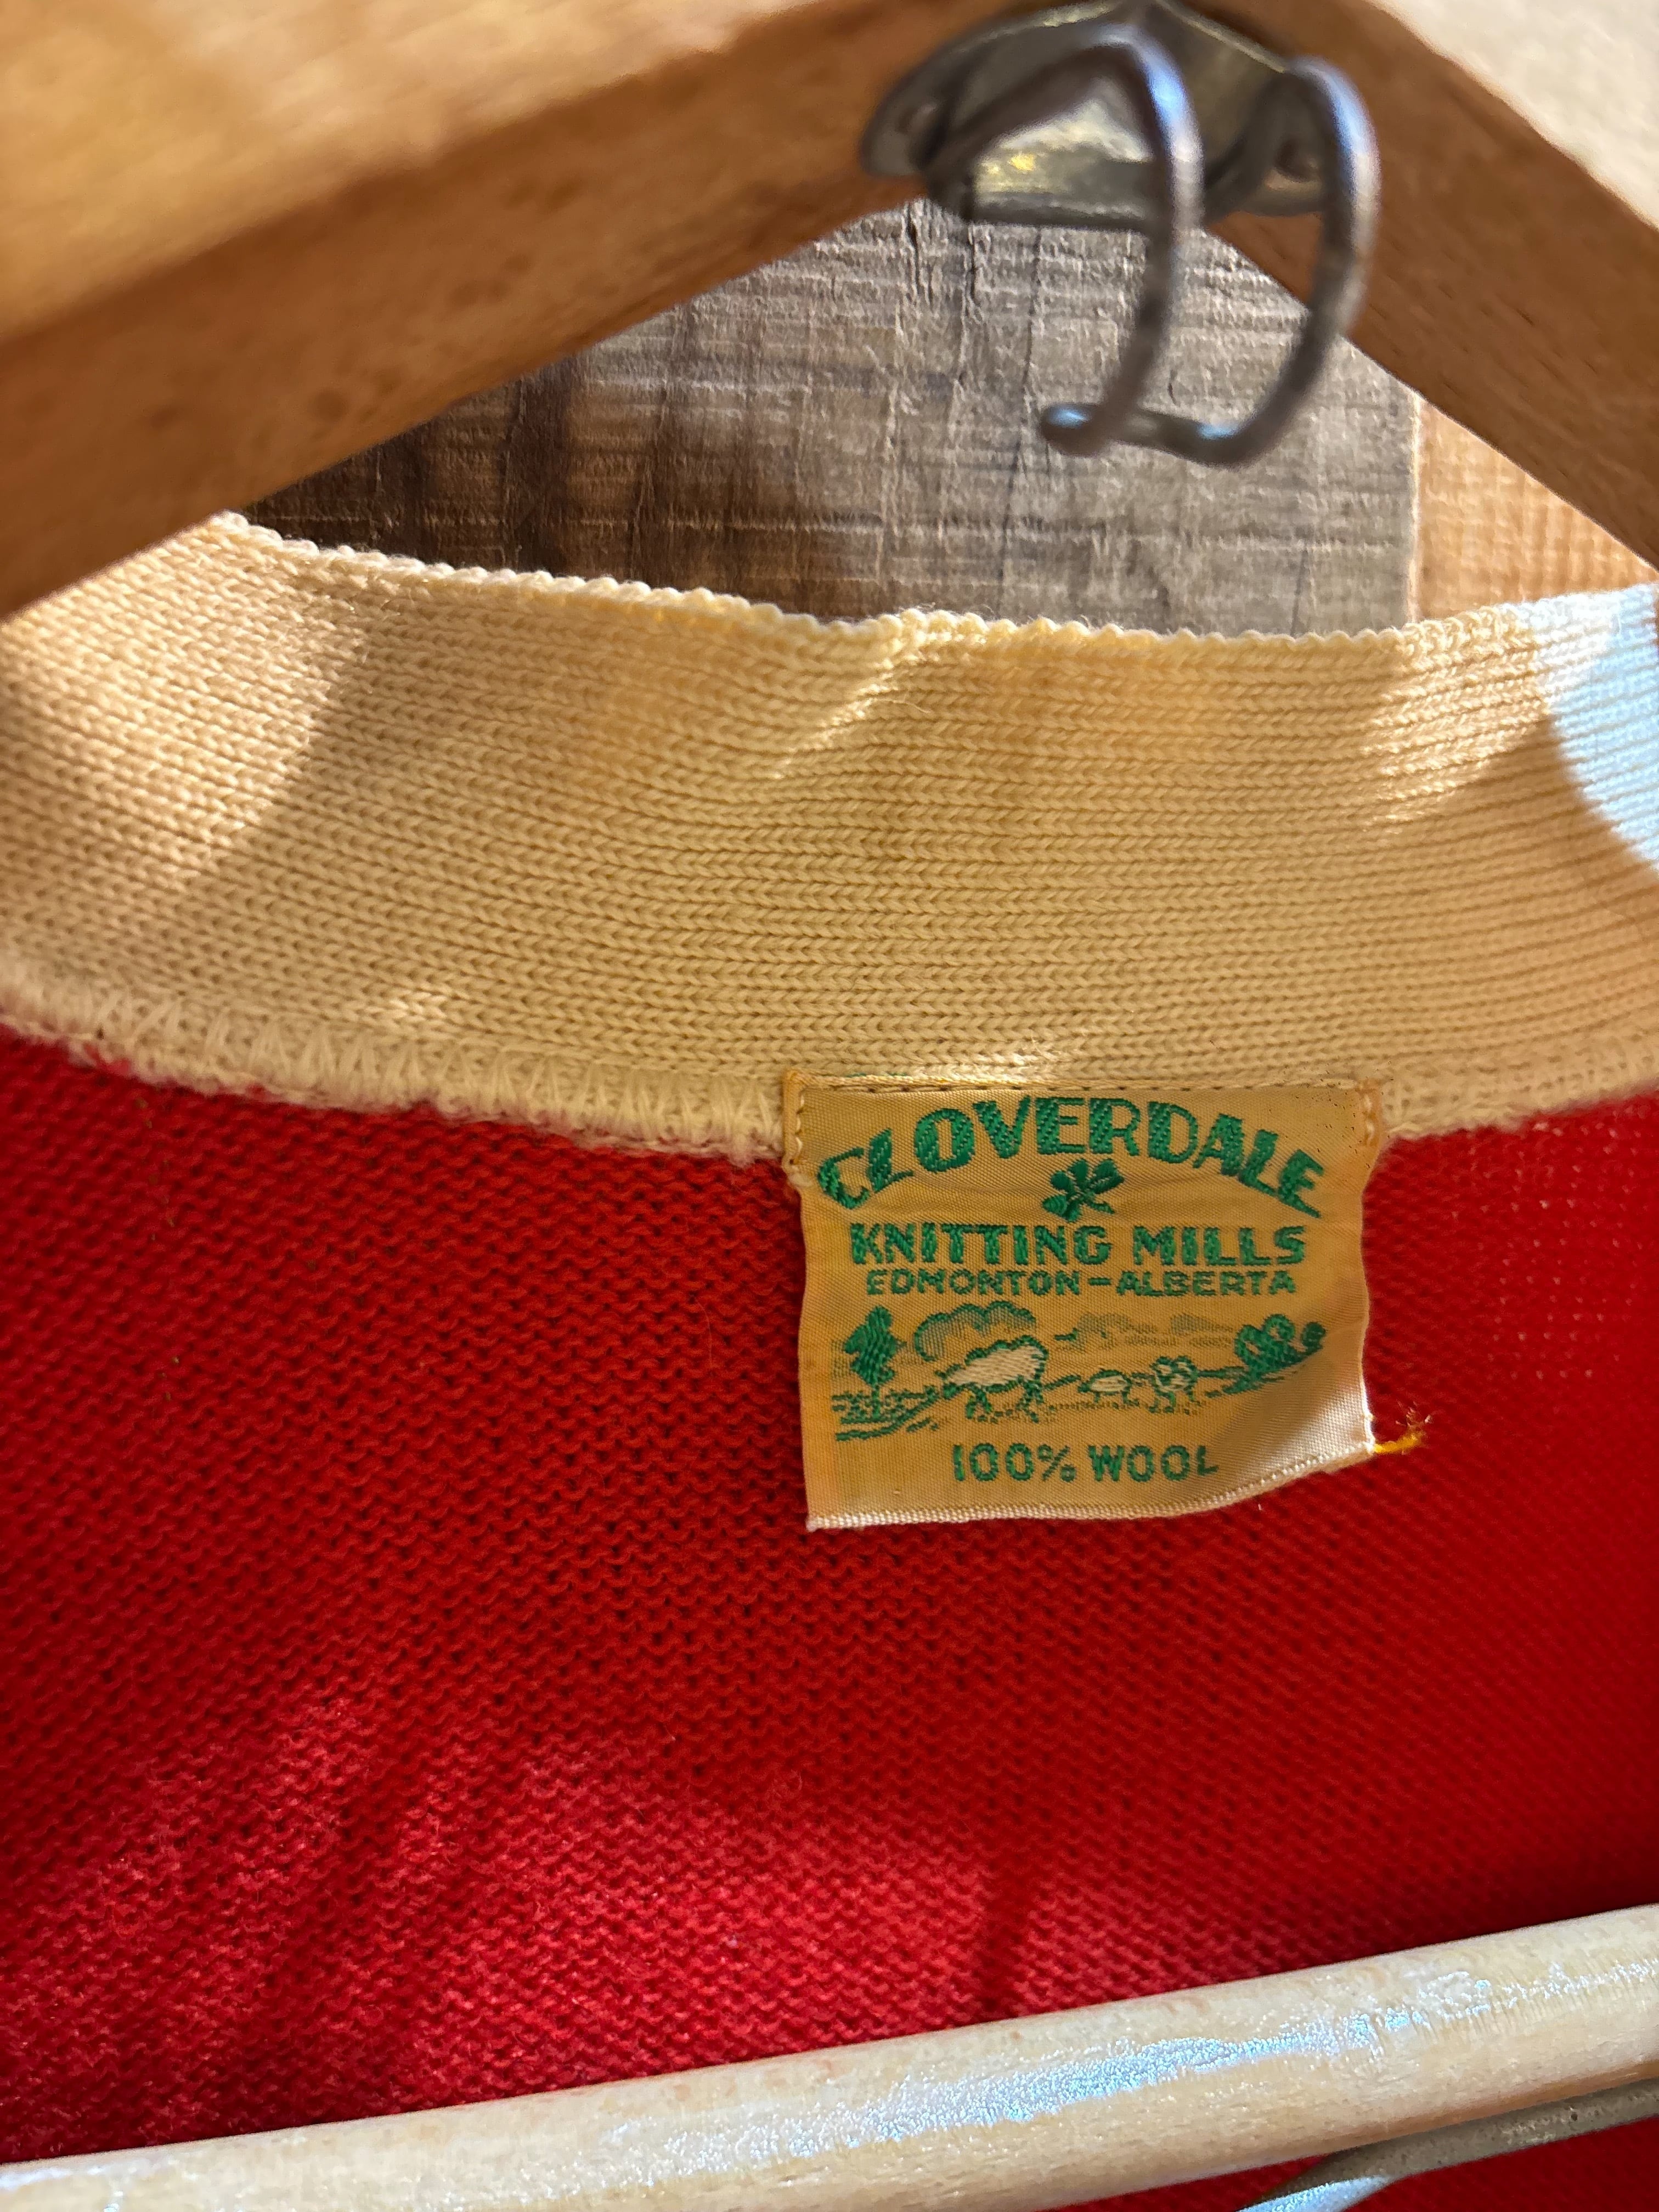 CLOVERDALE
KNITTING MILLS
EDMONTON-ALBERTA
100% WOOL